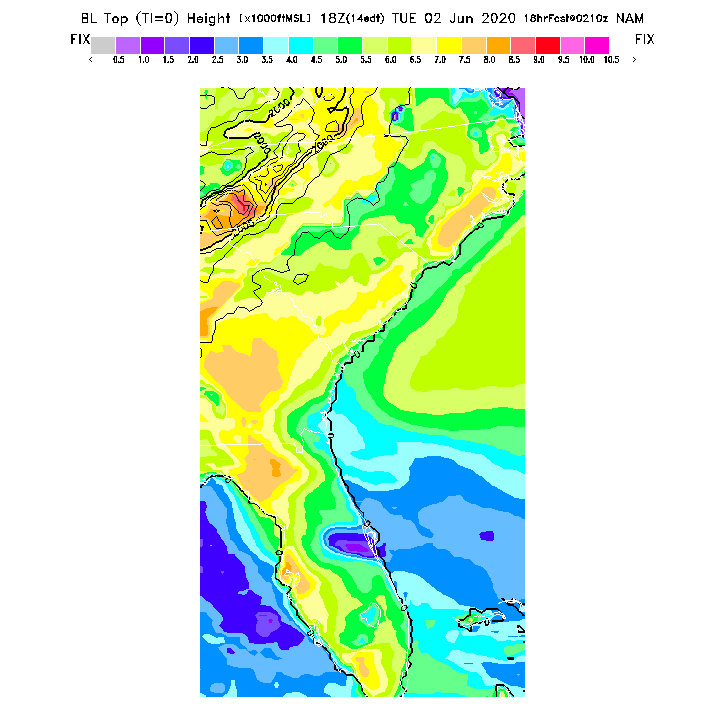 BL Top (TI=0) Height [x1000ftMSL] 18Z(14edt) TUE 02 Jun 2020 18hrFcst@0210z NAM
FIX FIX
< 0.5 1.0 1.5 2.0 2.5 3.0 3.5 4.0 4.5 5.0 5.5 6.0 6.5 7.0 7.5 8.0 8.5 9.0 9.5 10.0 10.5 >
2000
2000
2000